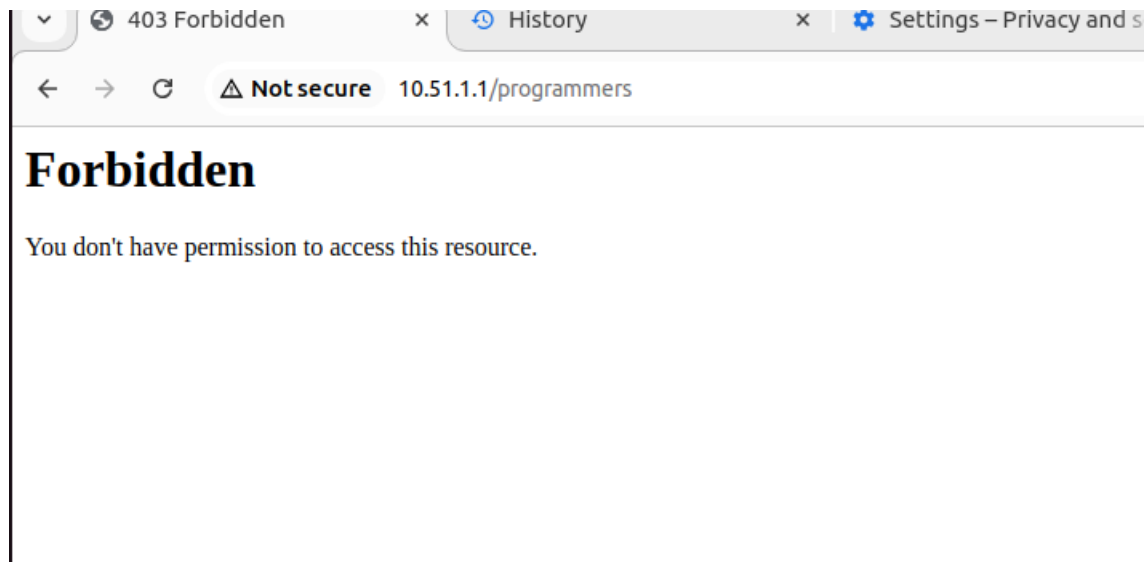 403 Forbidden
History
Settings – Privacy and s
Not secure 10.51.1.1/programmers
Forbidden
You don't have permission to access this resource.